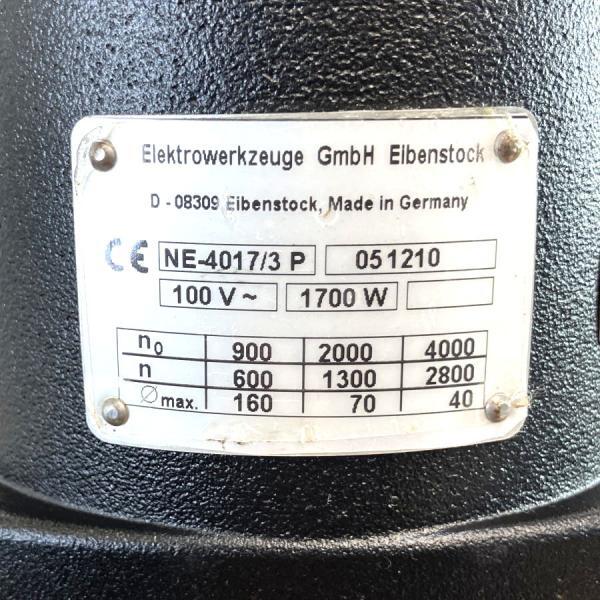 Elektrowerkzeuge GmbH Eibenstock
D - 08309 Eibenstock, Made in Germany
CE NE-4017/3 P 051210
100 V ~ 1700 W
n₀ 900 2000 4000
n 600 1300 2800
∅ max. 160 70 40